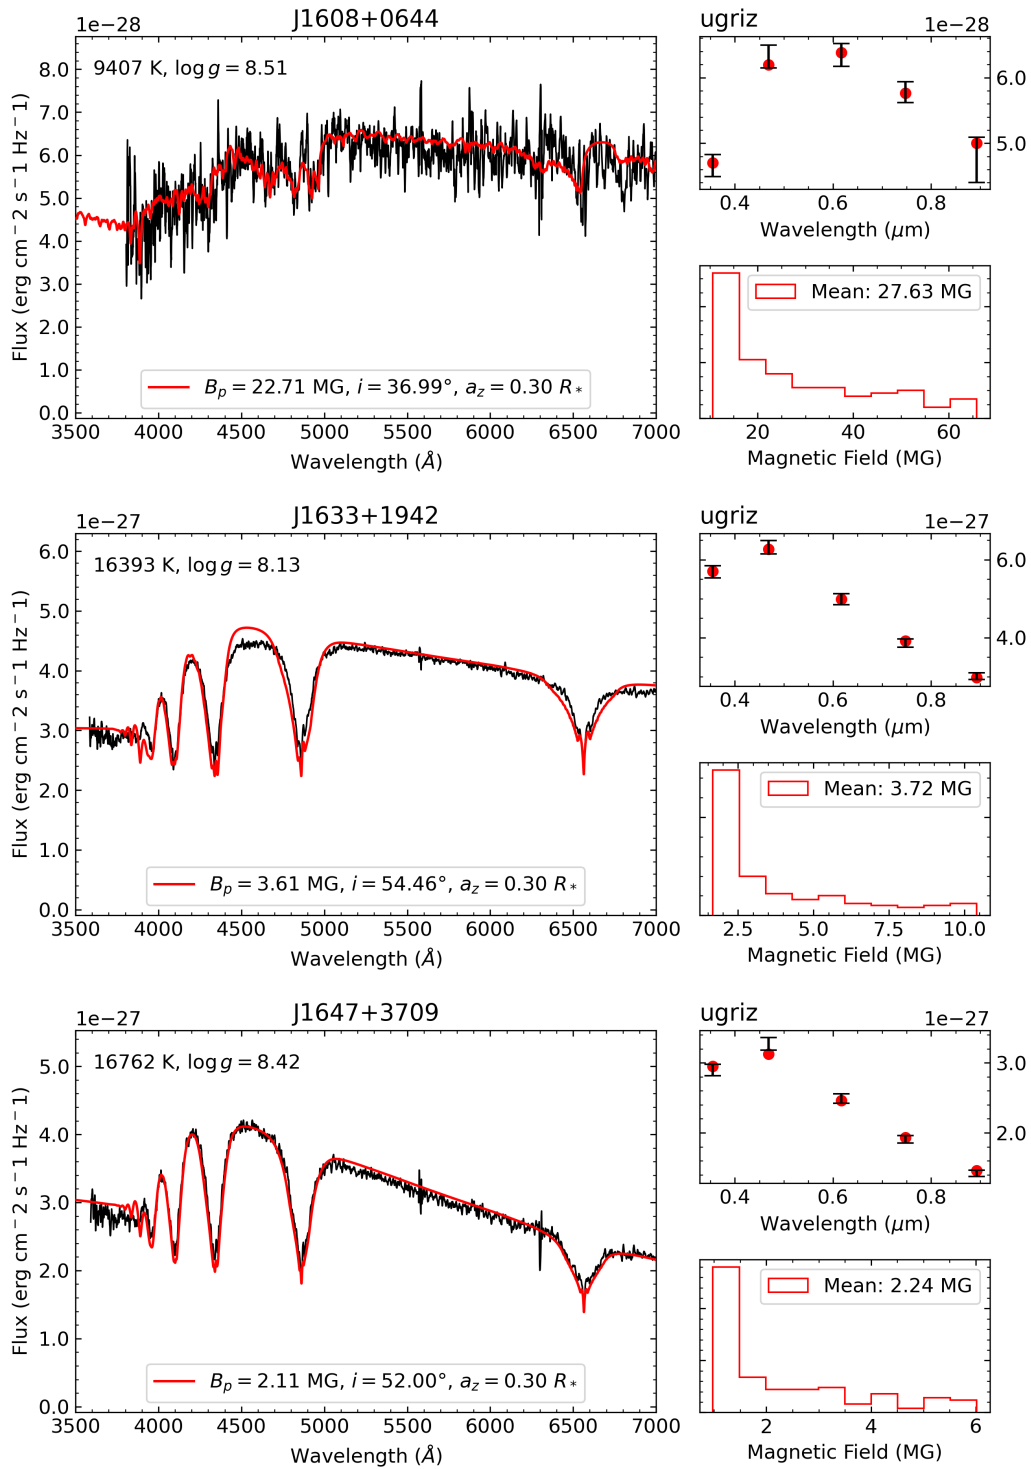 J1608+0644
1e−28
9407 K, log g = 8.51
Flux (erg cm−2 s−1 Hz−1)
8.0
7.0
6.0
5.0
4.0
3.0
2.0
1.0
0.0
B_p = 22.71 MG, i = 36.99°, a_z = 0.30 R_*
3500 4000 4500 5000 5500 6000 6500 7000
Wavelength (Å)
ugriz
1e−28
6.0
5.0
0.4 0.6 0.8
Wavelength (μm)
Mean: 27.63 MG
20 40 60
Magnetic Field (MG)
J1633+1942
1e−27
16393 K, log g = 8.13
Flux (erg cm−2 s−1 Hz−1)
6.0
5.0
4.0
3.0
2.0
1.0
0.0
B_p = 3.61 MG, i = 54.46°, a_z = 0.30 R_*
3500 4000 4500 5000 5500 6000 6500 7000
Wavelength (Å)
ugriz
1e−27
6.0
4.0
0.4 0.6 0.8
Wavelength (μm)
Mean: 3.72 MG
2.5 5.0 7.5 10.0
Magnetic Field (MG)
J1647+3709
1e−27
16762 K, log g = 8.42
Flux (erg cm−2 s−1 Hz−1)
5.0
4.0
3.0
2.0
1.0
0.0
B_p = 2.11 MG, i = 52.00°, a_z = 0.30 R_*
3500 4000 4500 5000 5500 6000 6500 7000
Wavelength (Å)
ugriz
1e−27
3.0
2.0
0.4 0.6 0.8
Wavelength (μm)
Mean: 2.24 MG
2 4 6
Magnetic Field (MG)